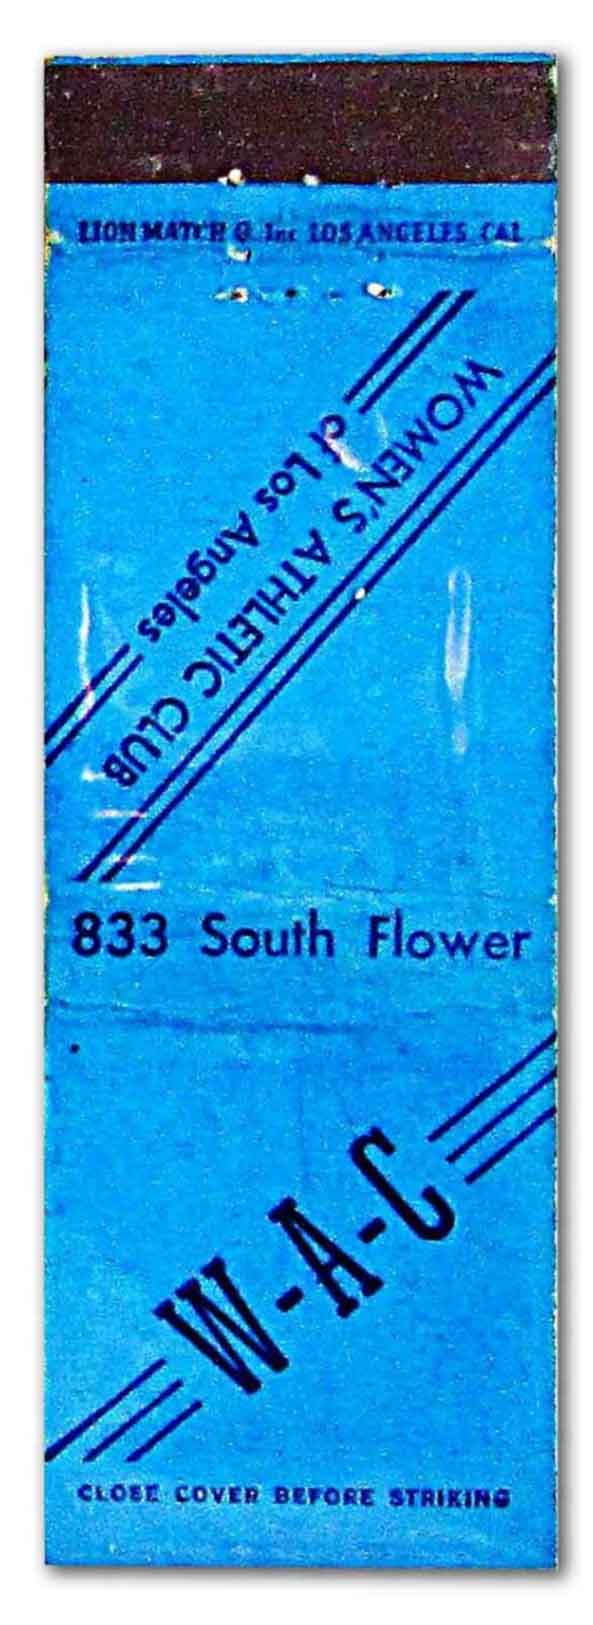 LION MATCH Co Inc LOS ANGELES CAL
WOMEN'S ATHLETIC CLUB
of Los Angeles
833 South Flower
W-A-C
CLOSE COVER BEFORE STRIKING